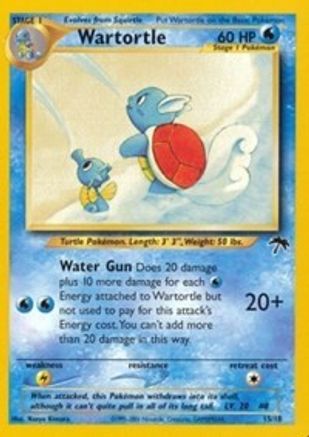 STAGE 1 Evolves from Squirtle Put Wartortle on the Basic Pokémon
Wartortle 60 HP
Stage 1 Pokémon
Turtle Pokémon. Length: 3' 3", Weight: 50 lbs.
Water Gun Does 20 damage
plus 10 more damage for each
Energy attached to Wartortle but
not used to pay for this attack's
Energy cost. You can't add more
than 20 damage in this way.
20+
weakness resistance retreat cost
When attacked, this Pokémon withdraws into its shell,
although it can't quite pull in all of its shaggy tail. LV. 20
Illus. Naoyo Kimura 15/18